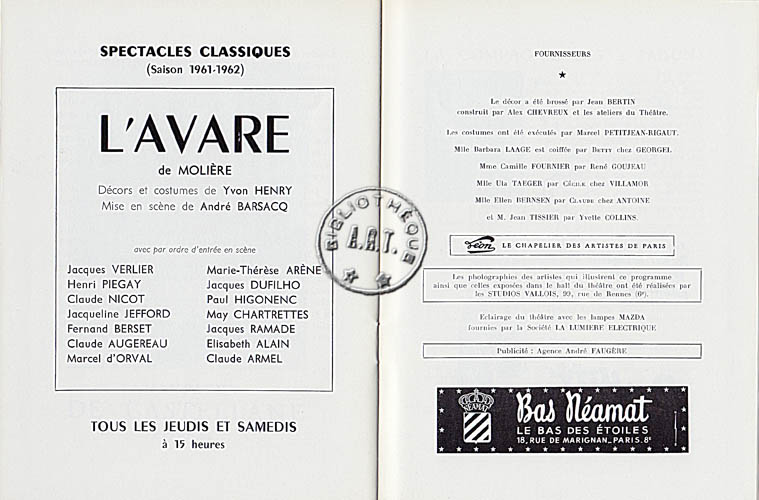 SPECTACLES CLASSIQUES
(Saison 1961-1962)
L'AVARE
de MOLIÈRE
Décors et costumes de Yvon HENRY
Mise en scène de André BARSACQ
avec par ordre d'entrée en scène
Jacques VERLIER
Henri PIEGAY
Claude NICOT
Jacqueline JEFFORD
Fernand BERSET
Claude AUGEREAU
Marcel d'ORVAL
Marie-Thérèse ARÈNE
Jacques DUFILHO
Paul HIGONENC
May CHARTRETTES
Jacques RAMADE
Elisabeth ALAIN
Claude ARMEL
TOUS LES JEUDIS ET SAMEDIS
à 15 heures
BIBLIOTHÈQUE
A.R.T.
FOURNISSEURS
Le décor a été brossé par Jean BERTIN
construit par Alex CHEVREUX et les ateliers du Théâtre.
Les costumes ont été exécutés par Marcel PETITJEAN-RIGAUT.
Mlle Barbara LAAGE est coiffée par BETTY chez GEORGEL
Mme Camille FOURNIER par René GOUJEAU
Mlle Uta TAEGER par CÉCILE chez VILLAMOR
Mlle Ellen BERNSEN par CLAUDE chez ANTOINE
et M. Jean TISSIER par Yvette COLLINS.
Léon LE CHAPELIER DES ARTISTES DE PARIS
Les photographies des artistes qui illustrent ce programme
ainsi que celles exposées dans le hall du théâtre ont été réalisées par
les STUDIOS VALLOIS, 99, rue de Rennes (6e).
Eclairage du théâtre avec les lampes MAZDA
fournies par la Société LA LUMIERE ELECTRIQUE
Publicité : Agence André FAUGÈRE
NÉAMAT
Bas Néamat
LE BAS DES ÉTOILES
18, RUE DE MARIGNAN_PARIS.8e